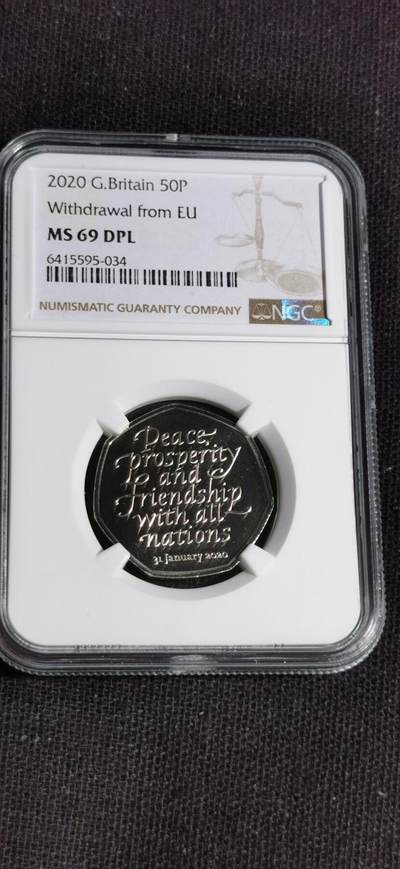 2020 G.Britain 50P
Withdrawal from EU
MS 69 DPL
6415595-034
NUMISMATIC GUARANTY COMPANY
NGC®
Peace,
prosperity
and
friendship
with all
nations
31 January 2020